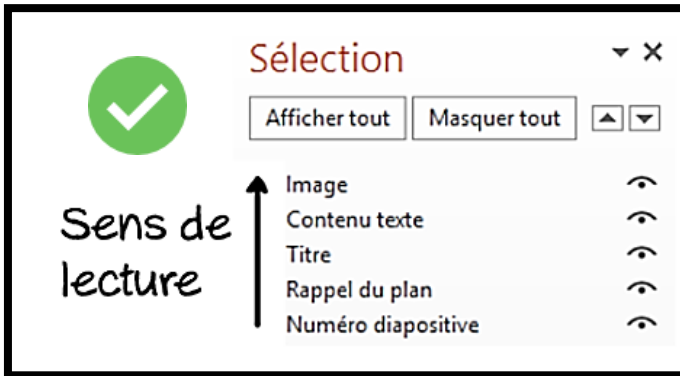 Sélection
Afficher tout
Masquer tout
Sens de
lecture
Image
Contenu texte
Titre
Rappel du plan
Numéro diapositive